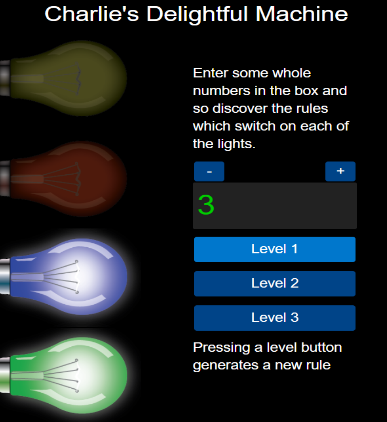 Charlie's Delightful Machine
Enter some whole
numbers in the box and
so discover the rules
which switch on each of
the lights.
- +
3
Level 1
Level 2
Level 3
Pressing a level button
generates a new rule